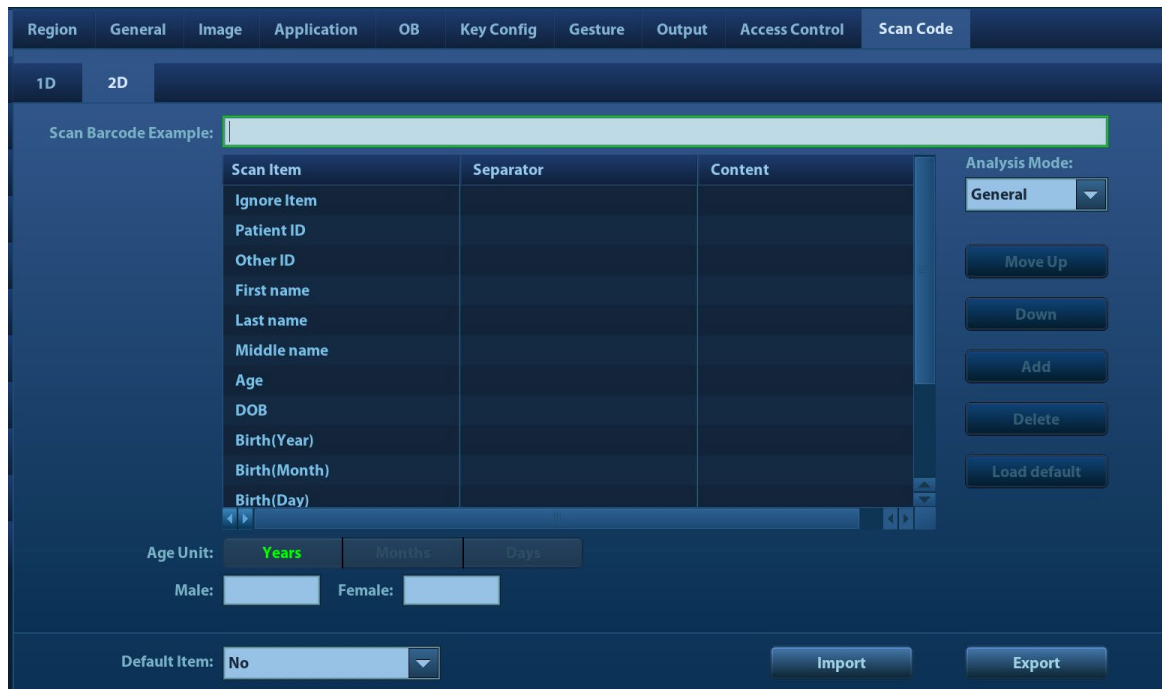 Region General Image Application OB Key Config Gesture Output Access Control Scan Code
1D 2D
Scan Barcode Example:
Scan Item Separator Content
Analysis Mode:
General
Ignore Item
Patient ID
Other ID
Move Up
First name
Last name
Down
Middle name
Add
Age
DOB
Delete
Birth(Year)
Birth(Month)
Load default
Birth(Day)
Age Unit: Years Months Days
Male: Female:
Default Item: No Import Export